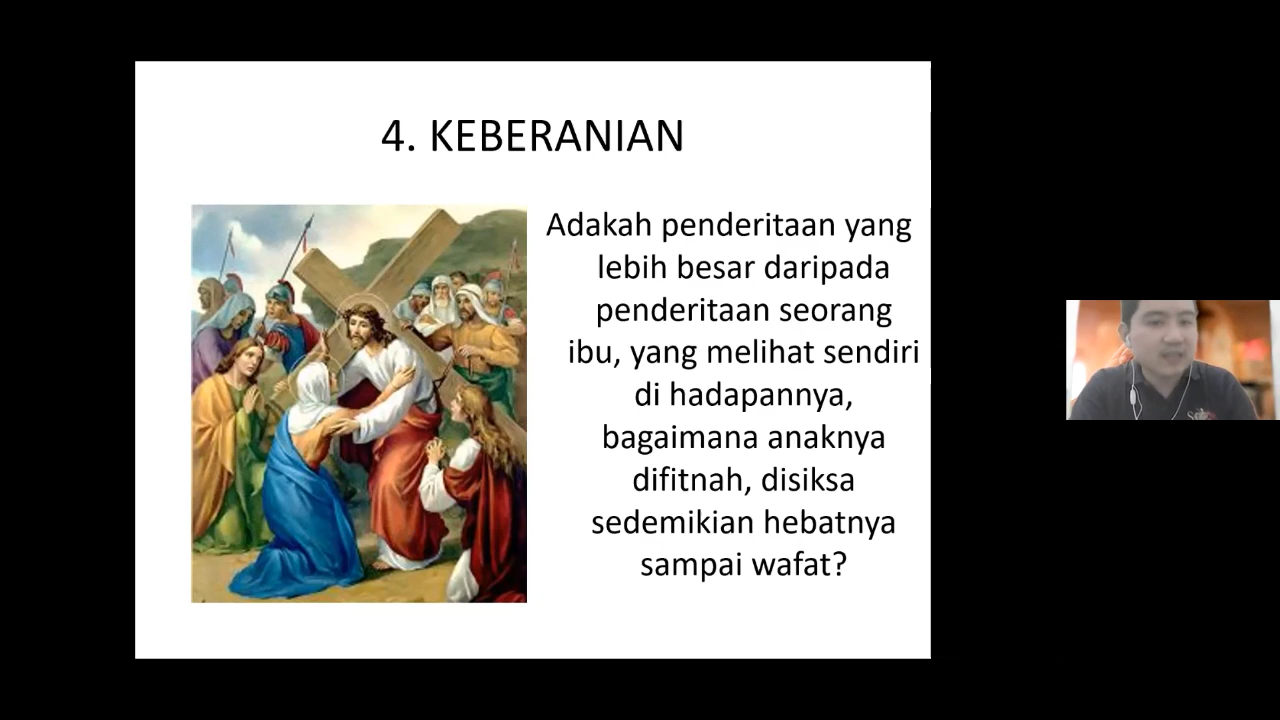 4. KEBERANIAN
Adakah penderitaan yang
lebih besar daripada
penderitaan seorang
ibu, yang melihat sendiri
di hadapannya,
bagaimana anaknya
difitnah, disiksa
sedemikian hebatnya
sampai wafat?